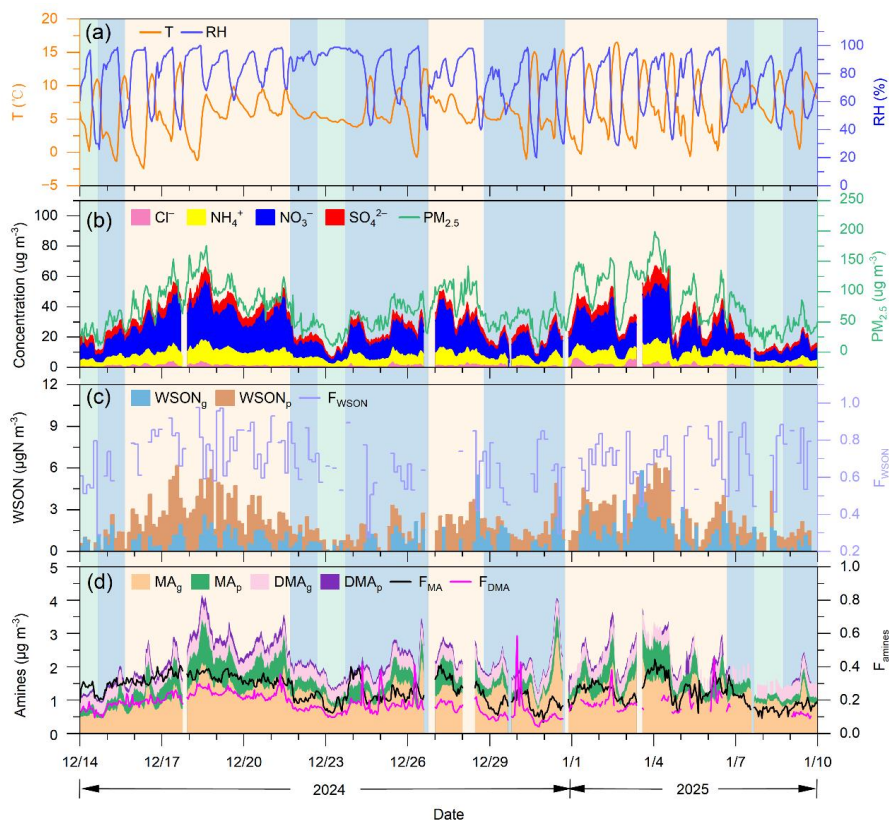 (a)
T
RH
20
15
10
5
0
−5
T (℃)
100
80
60
40
20
0
RH (%)
(b)
Cl⁻
NH₄⁺
NO₃⁻
SO₄²⁻
PM₂.₅
100
80
60
40
20
0
Concentration (ug m⁻³)
250
200
150
100
50
0
PM₂.₅ (ug m⁻³)
(c)
WSONg
WSONp
FWSON
12
9
6
3
0
WSON (μgN m⁻³)
1.0
0.8
0.6
0.4
0.2
FWSON
(d)
MAg
MAp
DMAg
DMAp
FMA
FDMA
5
4
3
2
1
0
Amines (μg m⁻³)
1.0
0.8
0.6
0.4
0.2
0.0
Famines
12/14
12/17
12/20
12/23
12/26
12/29
1/1
1/4
1/7
1/10
2024
2025
Date